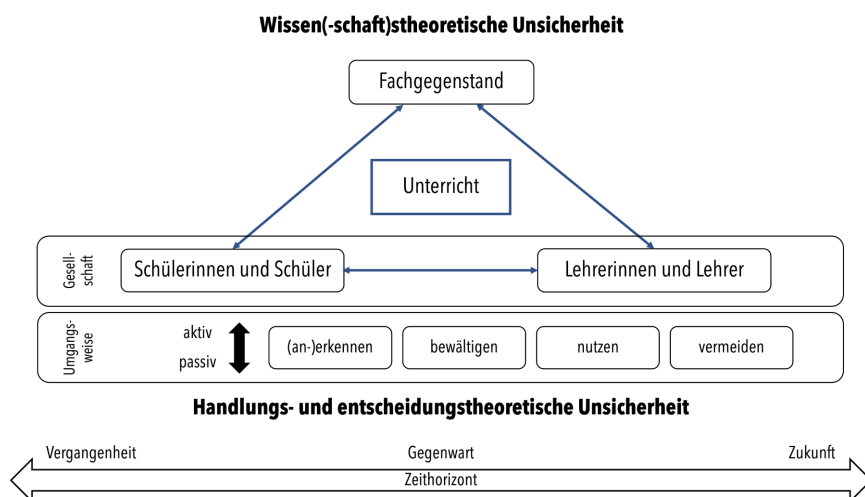 Wissen(-schaft)stheoretische Unsicherheit
Fachgegenstand
Unterricht
Gesell-
schaft
Schülerinnen und Schüler
Lehrerinnen und Lehrer
Umgangs-
weise
aktiv
passiv
(an-)erkennen
bewältigen
nutzen
vermeiden
Handlungs- und entscheidungstheoretische Unsicherheit
Vergangenheit
Gegenwart
Zukunft
Zeithorizont